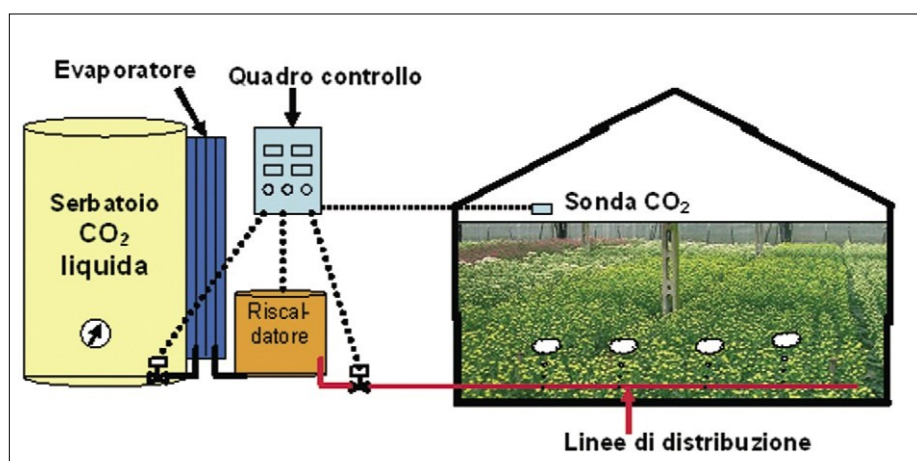 Evaporatore
Quadro controllo
Serbatoio
CO₂
liquida
Sonda CO₂
Riscal-
datore
Linee di distribuzione